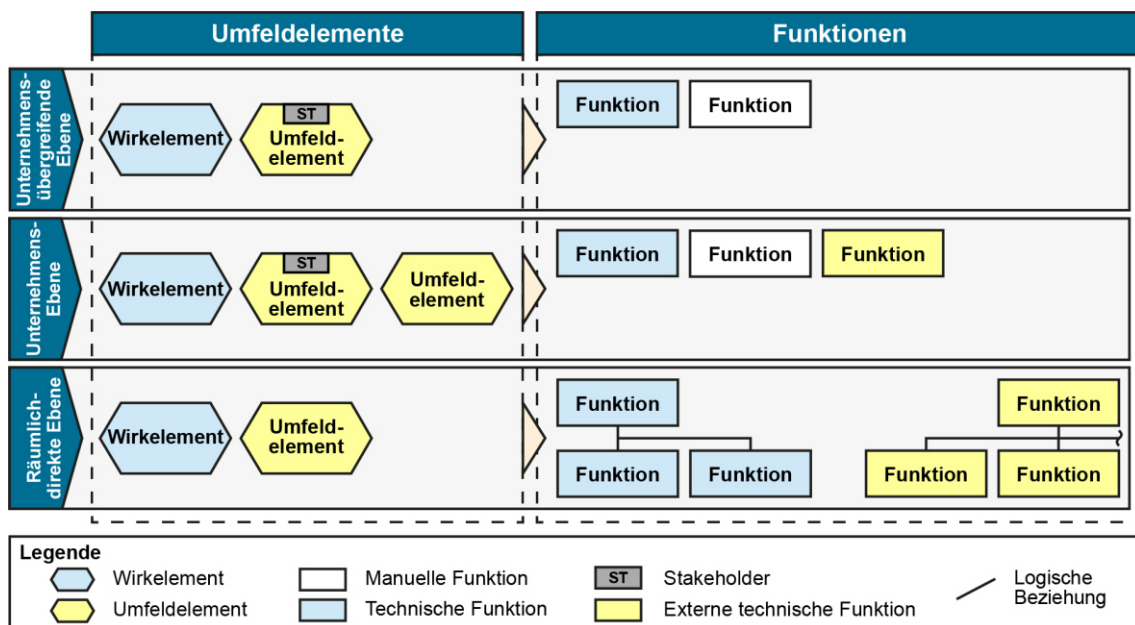 Umfeldelemente
Funktionen
Unternehmens-
übergreifende
Ebene
Wirkelement
ST
Umfeld-
element
Funktion
Funktion
Unternehmens-
Ebene
Wirkelement
ST
Umfeld-
element
Umfeld-
element
Funktion
Funktion
Funktion
Räumlich-
direkte Ebene
Wirkelement
Umfeld-
element
Funktion
Funktion
Funktion
Funktion
Funktion
Funktion
Legende
Wirkelement
Manuelle Funktion
ST
Stakeholder
Logische
Beziehung
Umfeldelement
Technische Funktion
Externe technische Funktion